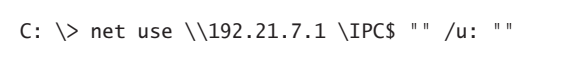 C: \> net use \\192.21.7.1 \IPC$ "" /u: ""